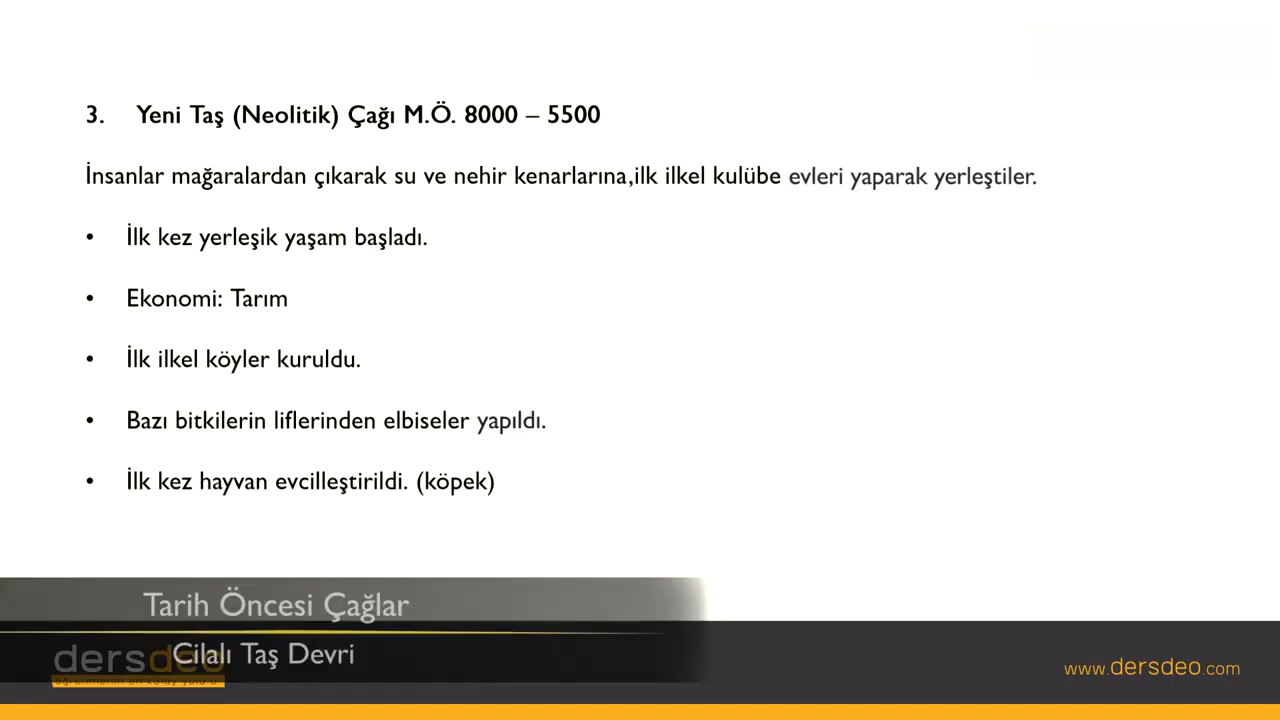 3. Yeni Taş (Neolitik) Çağı M.Ö. 8000 – 5500
İnsanlar mağaralardan çıkarak su ve nehir kenarlarına,ilk ilkel kulübe evleri yaparak yerleştiler.
• İlk kez yerleşik yaşam başladı.
• Ekonomi: Tarım
• İlk ilkel köyler kuruldu.
• Bazı bitkilerin liflerinden elbiseler yapıldı.
• İlk kez hayvan evcilleştirildi. (köpek)
Tarih Öncesi Çağlar
Cilalı Taş Devri
dersdeo
www.dersdeo.com